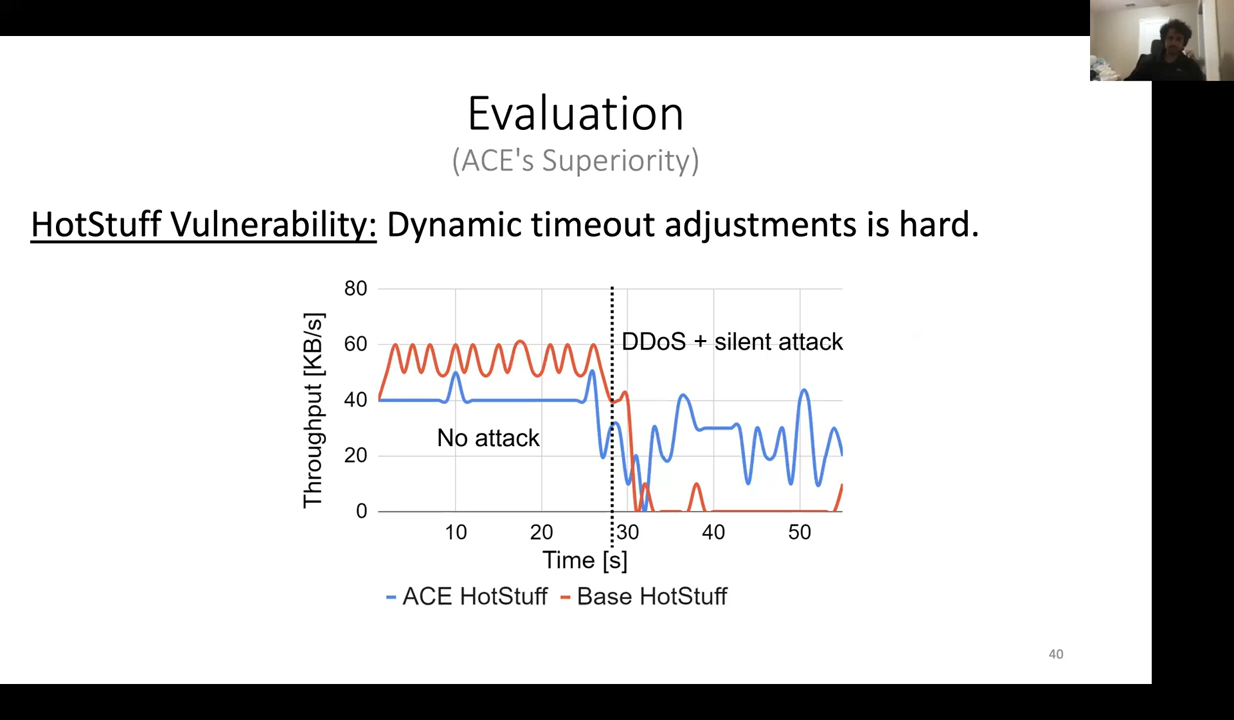 Evaluation
(ACE's Superiority)
HotStuff Vulnerability: Dynamic timeout adjustments is hard.
80
60
40
20
0
Throughput [KB/s]
DDoS + silent attack
No attack
10
20
30
40
50
Time [s]
ACE HotStuff
Base HotStuff
40